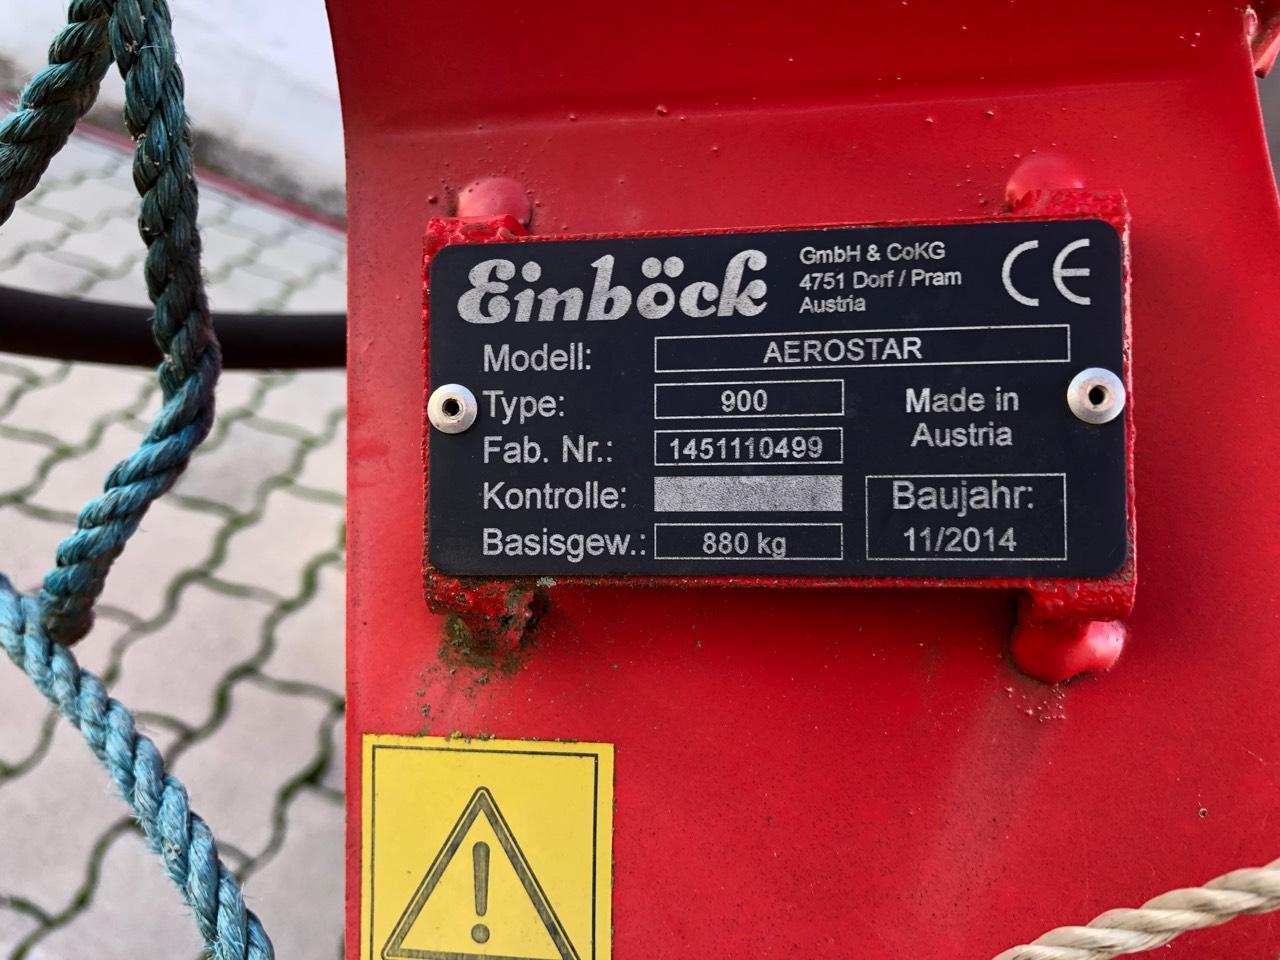 Einböck
GmbH & CoKG
4751 Dorf / Pram
Austria
CE
Modell: AEROSTAR
Type: 900
Fab. Nr.: 1451110499
Kontrolle:
Basisgew.: 880 kg
Made in
Austria
Baujahr:
11/2014
!